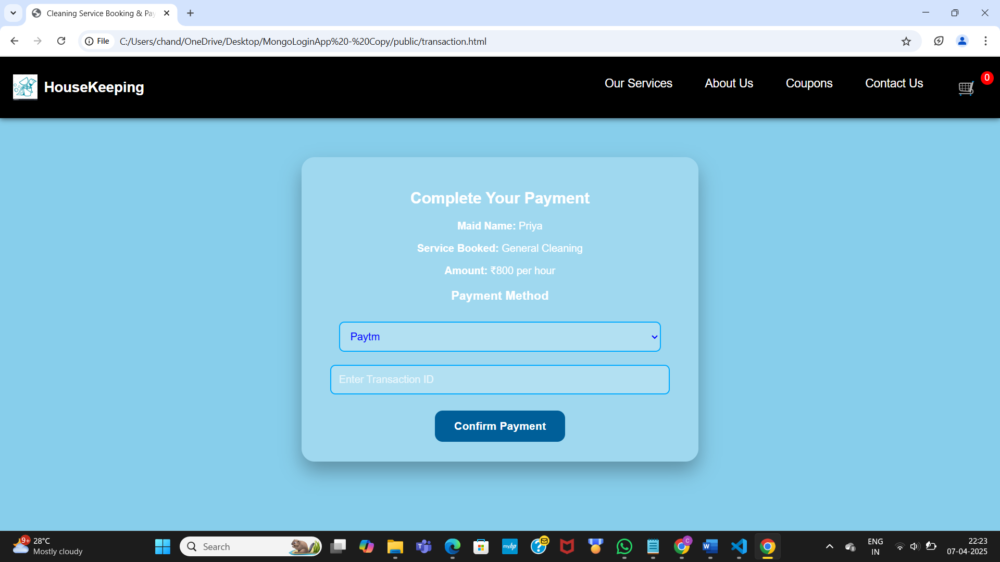 Cleaning Service Booking & Pay
File
C:/Users/chand/OneDrive/Desktop/MongoLoginApp%20-%20Copy/public/transaction.html
HouseKeeping
Our Services
About Us
Coupons
Contact Us
0
Complete Your Payment
Maid Name: Priya
Service Booked: General Cleaning
Amount: ₹800 per hour
Payment Method
Paytm
Enter Transaction ID
Confirm Payment
9+
28°C
Mostly cloudy
Search
T
myhp
?
C
W
ENG
IN
22:23
07-04-2025